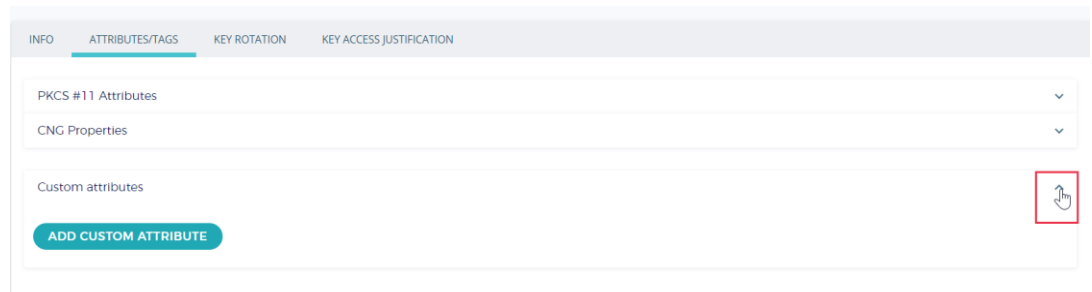 INFO ATTRIBUTES/TAGS KEY ROTATION KEY ACCESS JUSTIFICATION
PKCS #11 Attributes
CNG Properties
Custom attributes
ADD CUSTOM ATTRIBUTE